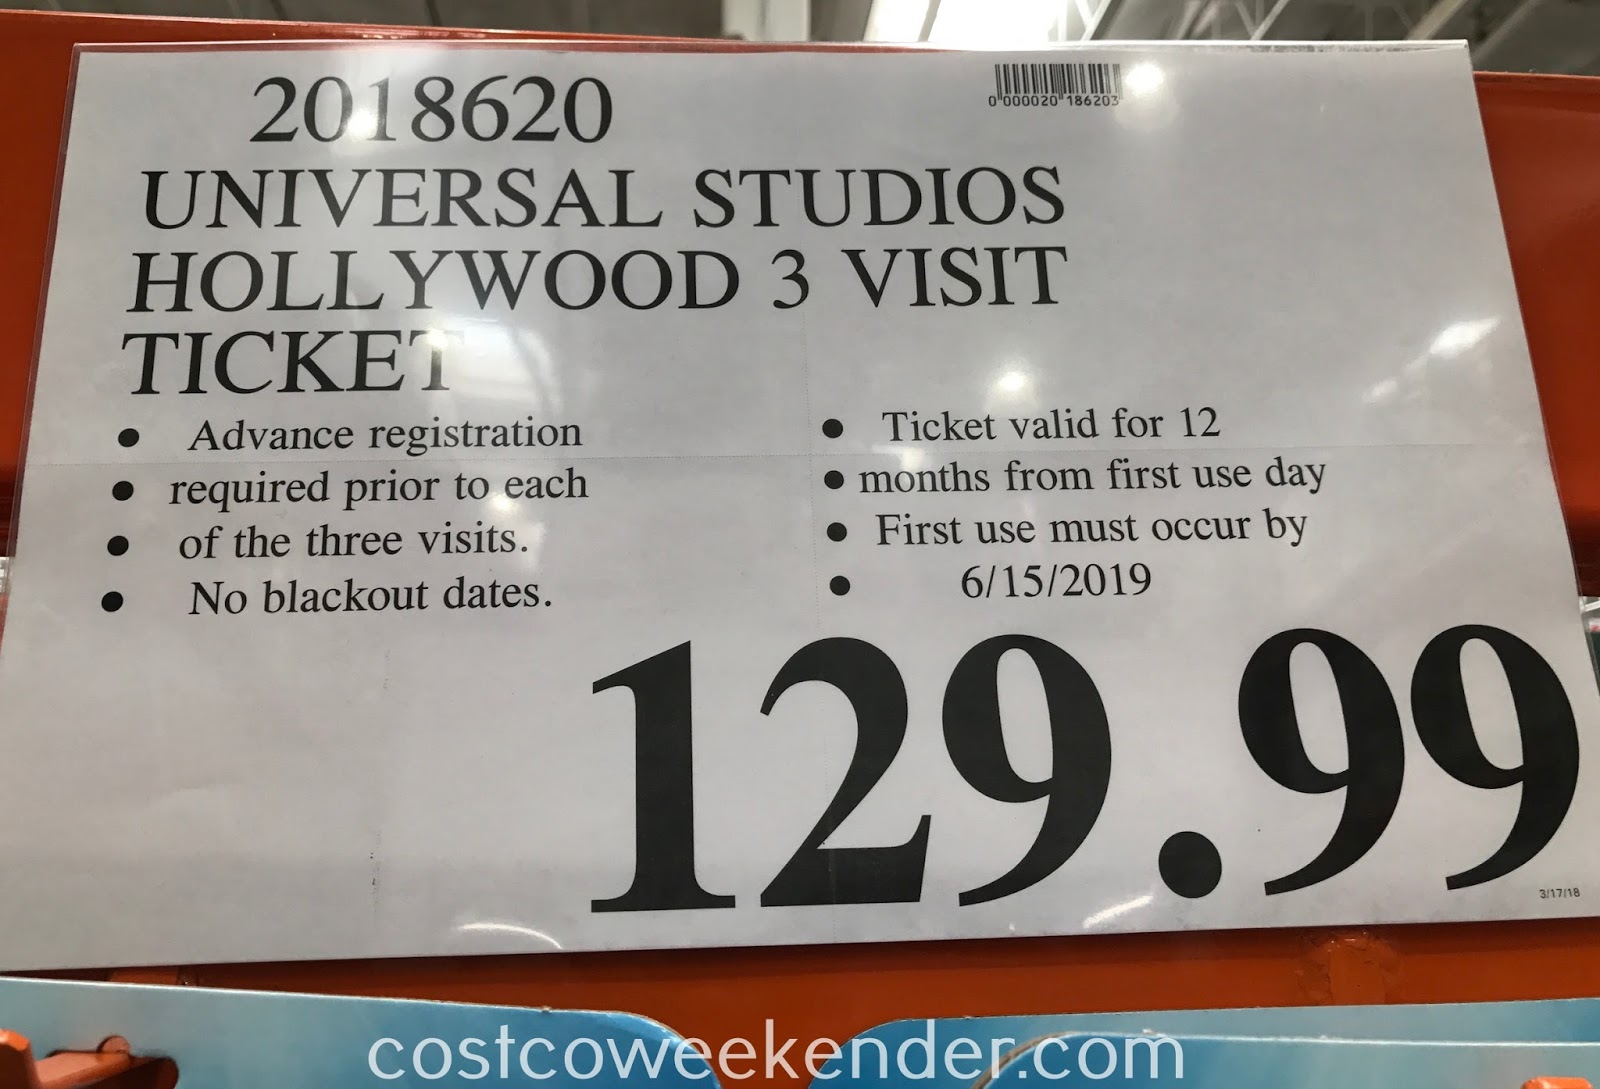 2018620
0 000020 186203
UNIVERSAL STUDIOS
HOLLYWOOD 3 VISIT
TICKET
• Advance registration
• required prior to each
• of the three visits.
• No blackout dates.
• Ticket valid for 12
• months from first use day
• First use must occur by
• 6/15/2019
129.99
3/17/18
costcoweekender.com